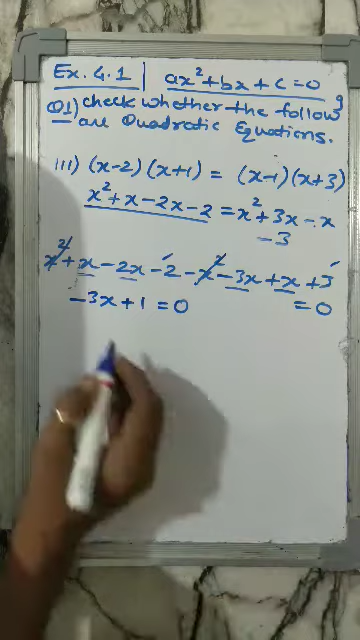 Ex. 4.1 | ax²+bx+c=0
Q1) check whether the following
are Quadratic Equations.
iii) (x-2) (x+1) = (x-1)(x+3)
x²+x-2x-2 = x²+3x-x
-3
x²+x-2x-2-x²-3x+x+3
-3x+1=0 =0